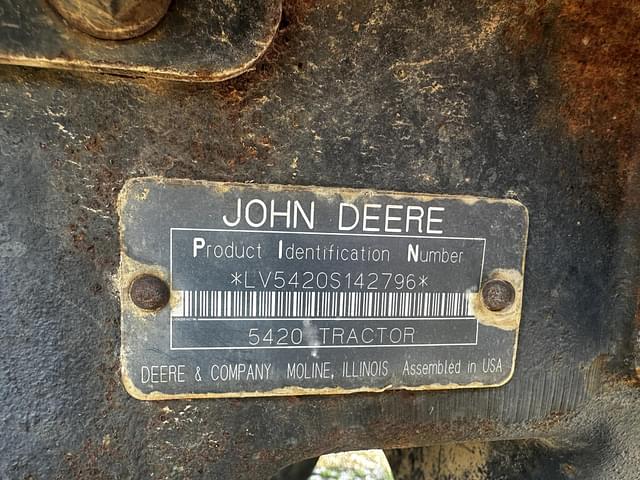 JOHN DEERE
Product Identification Number
*LV5420S142796*
5420 TRACTOR
DEERE & COMPANY MOLINE, ILLINOIS Assembled in USA